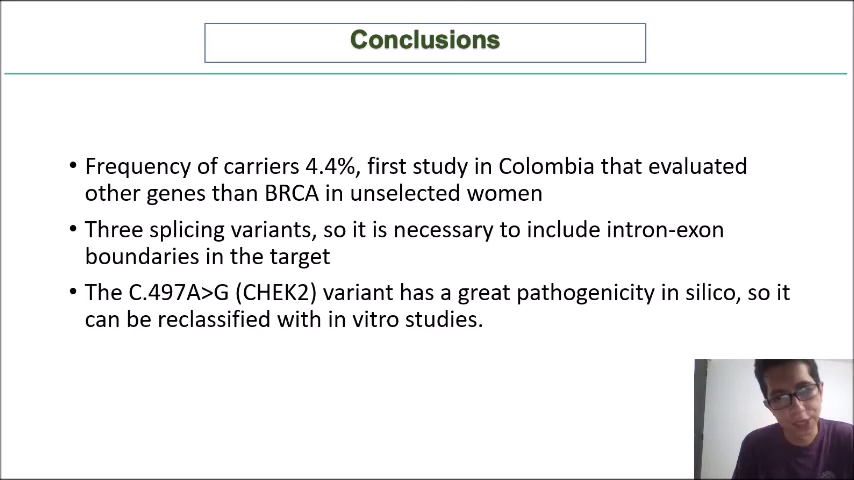 Conclusions
• Frequency of carriers 4.4%, first study in Colombia that evaluated
other genes than BRCA in unselected women
• Three splicing variants, so it is necessary to include intron-exon
boundaries in the target
• The C.497A>G (CHEK2) variant has a great pathogenicity in silico, so it
can be reclassified with in vitro studies.